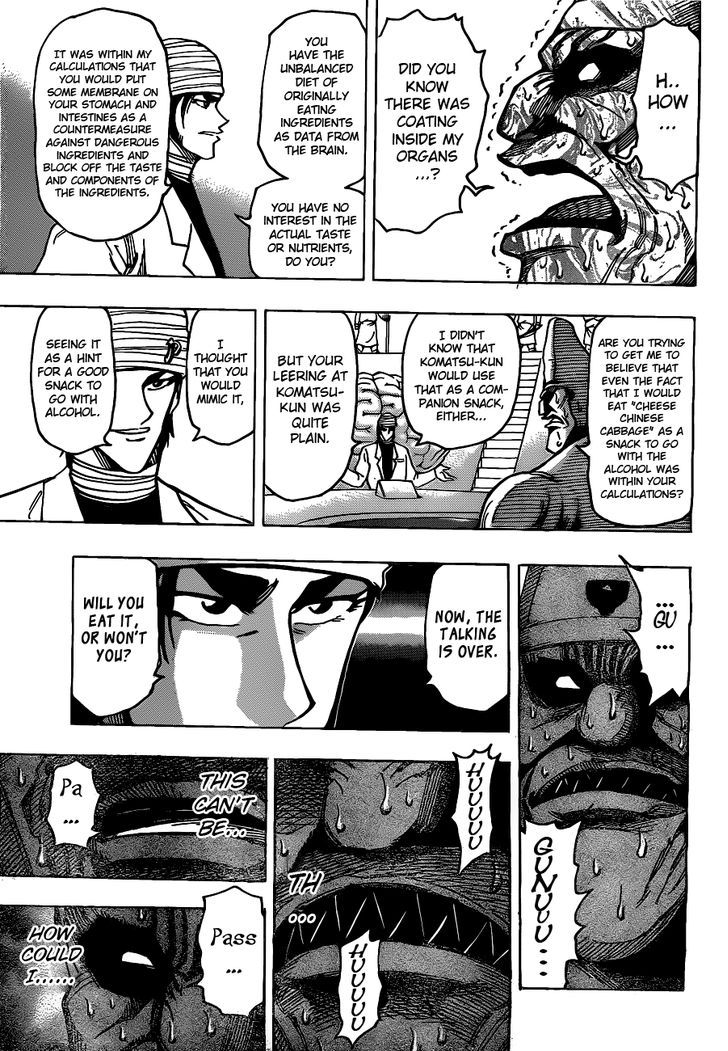 H..
HOW
...
DID YOU
KNOW
THERE WAS
COATING
INSIDE MY
ORGANS
...?
YOU
HAVE THE
UNBALANCED
DIET OF
ORIGINALLY
EATING
INGREDIENTS
AS DATA FROM
THE BRAIN.
YOU HAVE NO
INTEREST IN THE
ACTUAL TASTE
OR NUTRIENTS,
DO YOU?
IT WAS WITHIN MY
CALCULATIONS THAT
YOU WOULD PUT
SOME MEMBRANE ON
YOUR STOMACH AND
INTESTINES AS A
COUNTERMEASURE
AGAINST DANGEROUS
INGREDIENTS AND
BLOCK OFF THE TASTE
AND COMPONENTS OF
THE INGREDIENTS.
ARE YOU TRYING
TO GET ME TO
BELIEVE THAT
EVEN THE FACT
THAT I WOULD
EAT "CHEESE
CHINESE
CABBAGE" AS A
SNACK TO GO
WITH THE
ALCOHOL WAS
WITHIN YOUR
CALCULATIONS?
I DIDN'T
KNOW THAT
KOMATSU-KUN
WOULD USE
THAT AS A COM-
PANION SNACK,
EITHER...
BUT YOUR
LEERING AT
KOMATSU-
KUN WAS
QUITE
PLAIN.
I
THOUGHT
THAT YOU
WOULD
MIMIC IT,
SEEING IT
AS A HINT
FOR A GOOD
SNACK TO
GO WITH
ALCOHOL.
...
GU
...
GUNUU...
NOW, THE
TALKING
IS OVER.
WILL YOU
EAT IT,
OR WON'T
YOU?
HUUUUU
TH
...
HUUUUU
THIS
CAN'T
BE...
Pa
...
Pass
...
HOW
COULD
I......